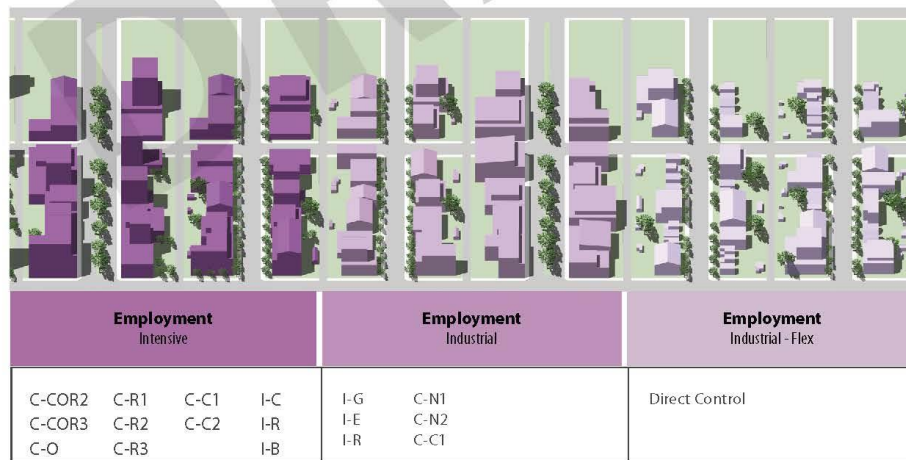 Employment
Intensive
Employment
Industrial
Employment
Industrial - Flex
C-COR2 C-R1 C-C1 I-C
C-COR3 C-R2 C-C2 I-R
C-O C-R3 I-B
I-G C-N1
I-E C-N2
I-R C-C1
Direct Control